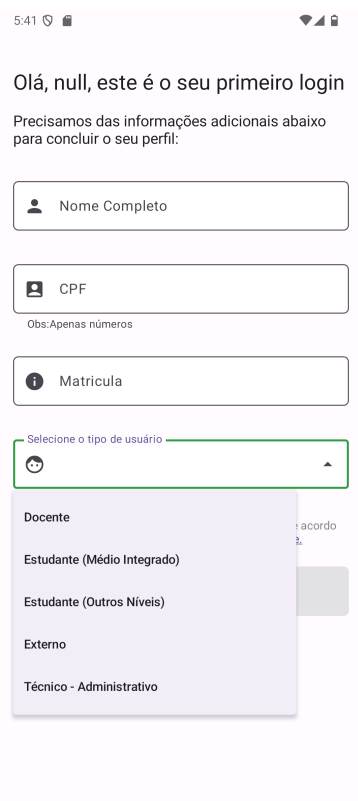 5:41
Olá, null, este é o seu primeiro login
Precisamos das informações adicionais abaixo
para concluir o seu perfil:
Nome Completo
CPF
Obs:Apenas números
Matricula
Selecione o tipo de usuário
Docente
e acordo
Estudante (Médio Integrado)
Estudante (Outros Níveis)
Externo
Técnico - Administrativo